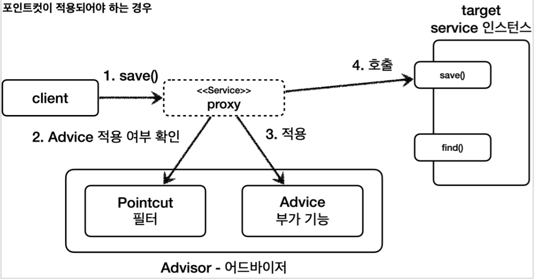 포인트컷이 적용되어야 하는 경우
target
service 인스턴스
1. save()
4. 호출
<<Service>>
proxy
client
save()
2. Advice 적용 여부 확인
3. 적용
find()
Pointcut
필터
Advice
부가 기능
Advisor - 어드바이저